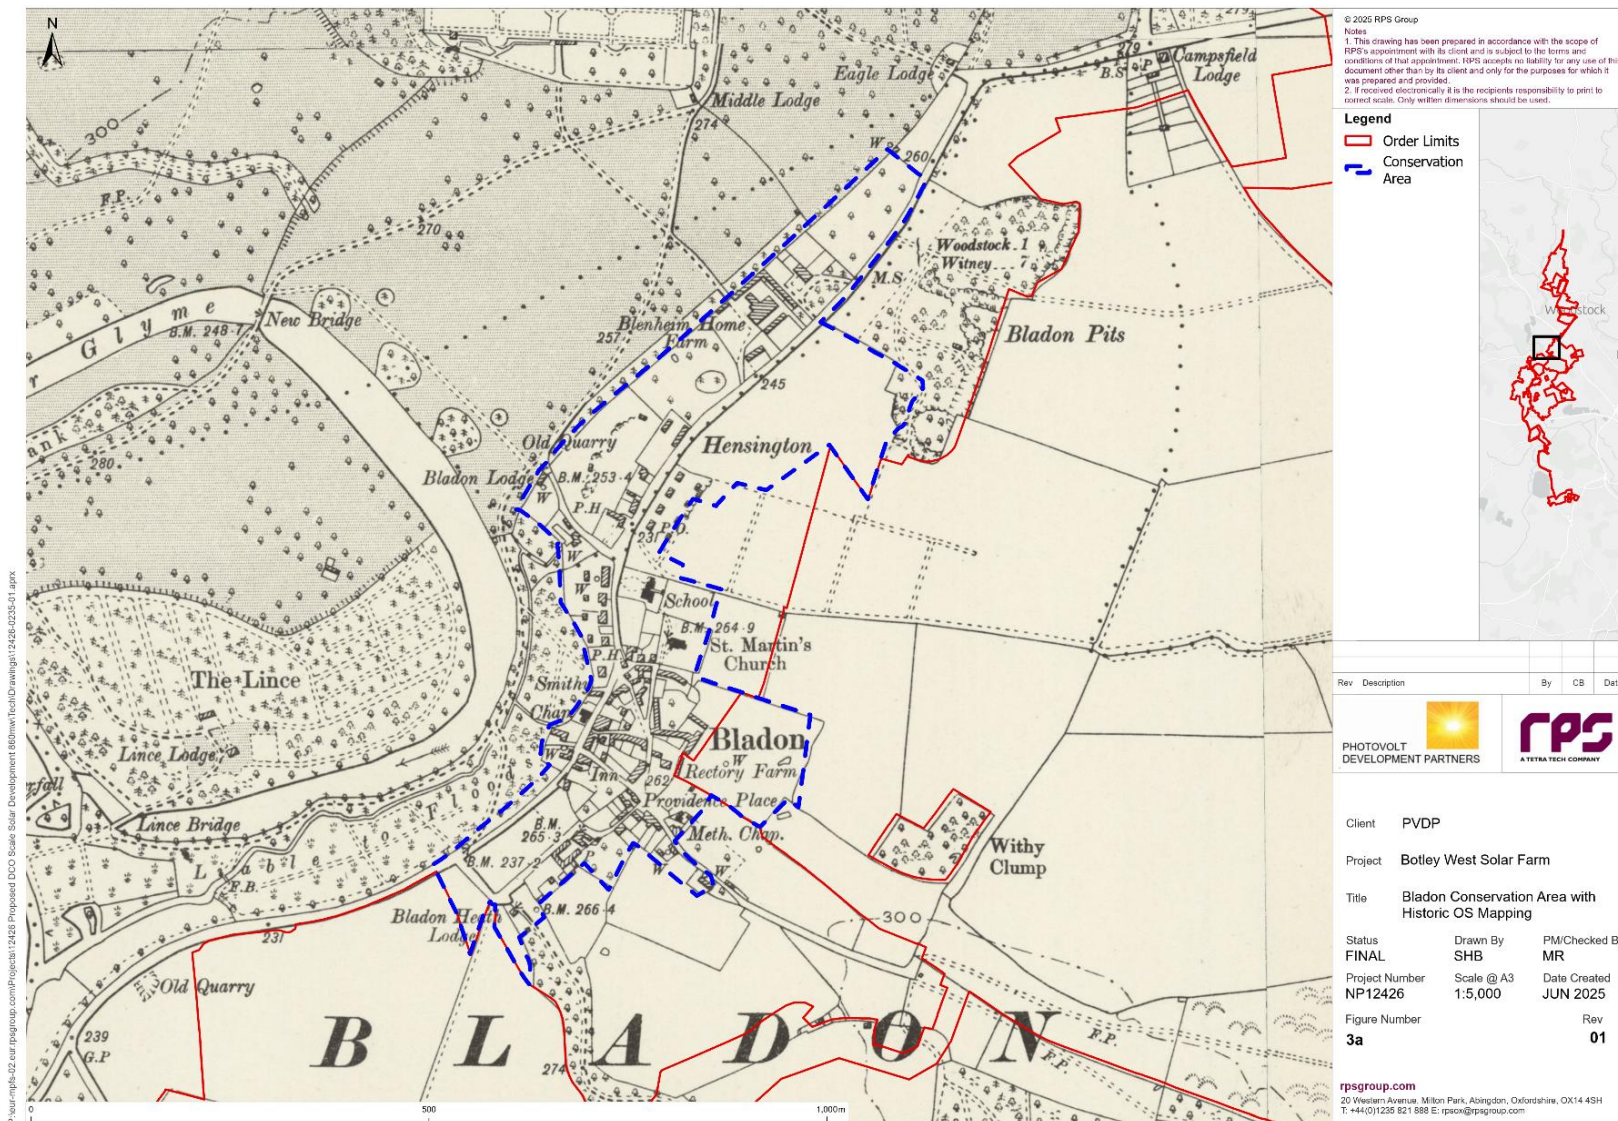 N
300
F.P.
270
Middle Lodge
274
Eagle Lodge
279
B.S
P
Campsfield
Lodge
279
W
260
Woodstock. 1
Witney 7
M.S.
Bladon Pits
New Bridge
B.M. 248·7
r Glyme
257
Blenheim Home
Farm
245
Hensington
Old Quarry
Bladon Lodge
B.M. 253·4
W
P.H
P.O.
231
280
ank
W
W
School
B.M. 264·9
St. Martin's
Church
P.H.
Smithy
Chap.
The Lince
Lince Lodge
Lince Bridge
Bladon
W
Rectory Farm
Inn
262
Providence Place
Meth. Chap.
B.M.
265·3
B.M. 237·2
P
W
W
W
Liable to Floods
F.B.
Withy
Clump
B.M. 266·4
Bladon Heath
Lodge
231
300
Old Quarry
239
G.P
BLADON
274
F.P.
F.P.
0
500
1,000m
© 2025 RPS Group
Notes
1. This drawing has been prepared in accordance with the scope of
RPS's appointment with its client and is subject to the terms and
conditions of that appointment. RPS accepts no liability for any use of this
document other than by its client and only for the purposes for which it
was prepared and provided.
2. If received electronically it is the recipients responsibility to print to
correct scale. Only written dimensions should be used.
Legend
Order Limits
Conservation
Area
Woodstock
Rev Description By CB Dat
PHOTOVOLT
DEVELOPMENT PARTNERS
rps
A TETRA TECH COMPANY
Client PVDP
Project Botley West Solar Farm
Title Bladon Conservation Area with
Historic OS Mapping
Status Drawn By PM/Checked B
FINAL SHB MR
Project Number Scale @ A3 Date Created
NP12426 1:5,000 JUN 2025
Figure Number Rev
3a 01
rpsgroup.com
20 Western Avenue, Milton Park, Abingdon, Oxfordshire, OX14 4SH
T: +44(0)1235 821 888 E: rpsox@rpsgroup.com